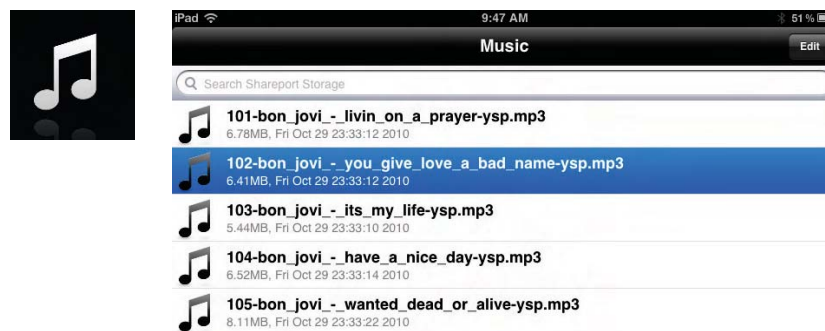 iPad 9:47 AM 51%
Music
Edit
Search Shareport Storage
101-bon_jovi_-_livin_on_a_prayer-ysp.mp3
6.78MB, Fri Oct 29 23:33:12 2010
102-bon_jovi_-_you_give_love_a_bad_name-ysp.mp3
6.41MB, Fri Oct 29 23:33:12 2010
103-bon_jovi_-_its_my_life-ysp.mp3
5.44MB, Fri Oct 29 23:33:10 2010
104-bon_jovi_-_have_a_nice_day-ysp.mp3
6.52MB, Fri Oct 29 23:33:14 2010
105-bon_jovi_-_wanted_dead_or_alive-ysp.mp3
8.11MB, Fri Oct 29 23:33:22 2010